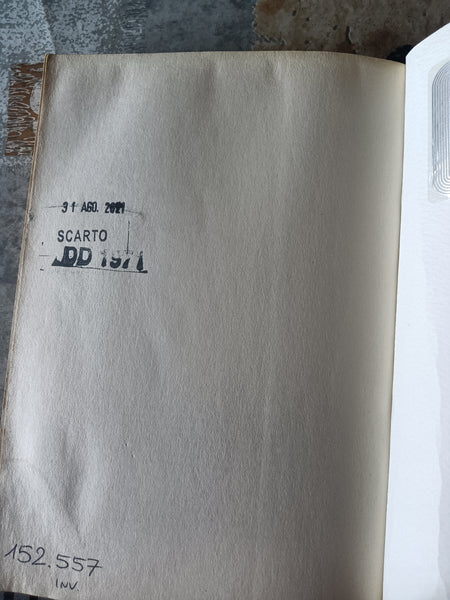 31 AGO. 2021
SCARTO
DD 1971
152.557
INV.